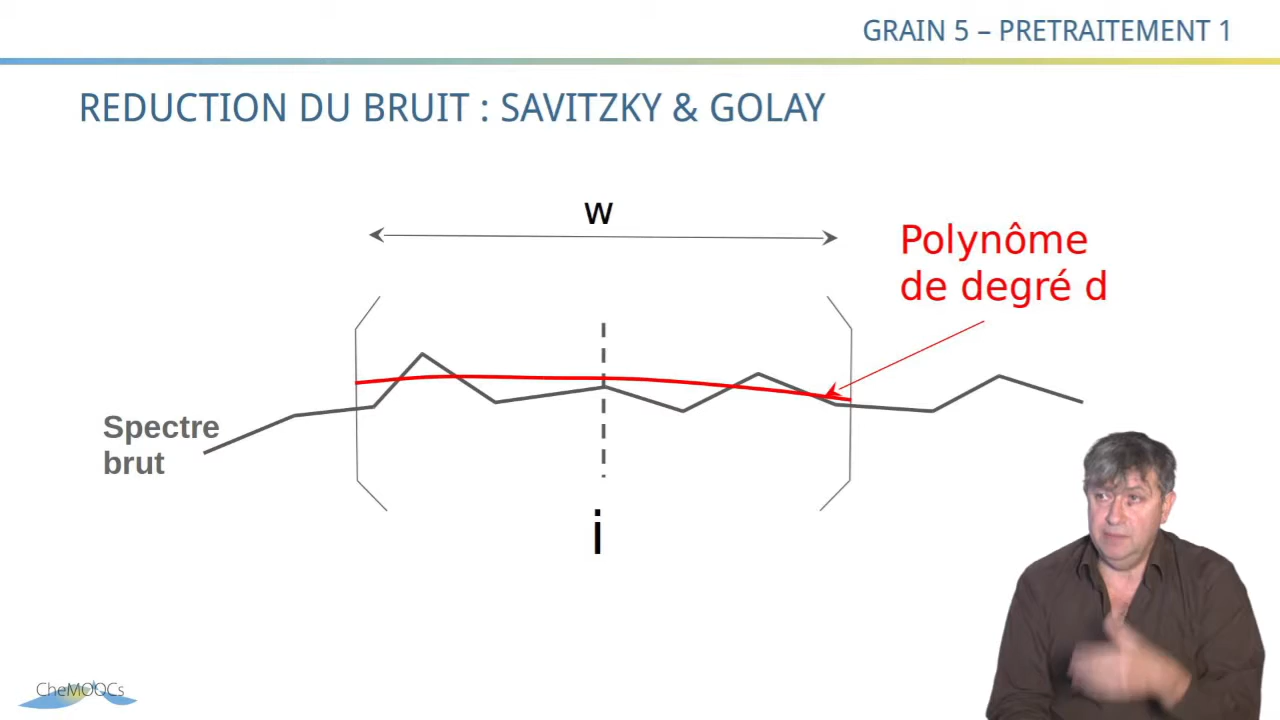 GRAIN 5 – PRETRAITEMENT 1
REDUCTION DU BRUIT : SAVITZKY & GOLAY
w
Polynôme
de degré d
Spectre
brut
i
CheMOOCs